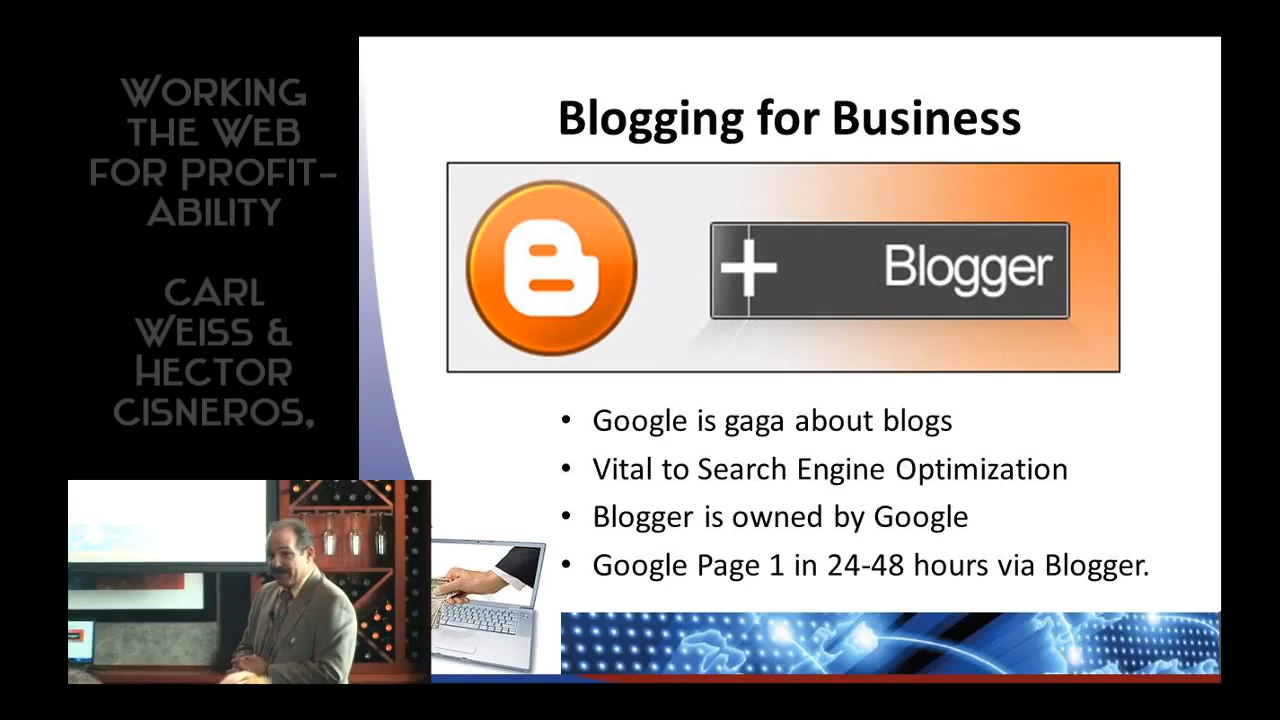 WORKING
THE WEB
FOR PROFIT-
ABILITY
CARL
WEISS &
HECTOR
CISNEROS,
Blogging for Business
Blogger
• Google is gaga about blogs
• Vital to Search Engine Optimization
• Blogger is owned by Google
• Google Page 1 in 24-48 hours via Blogger.